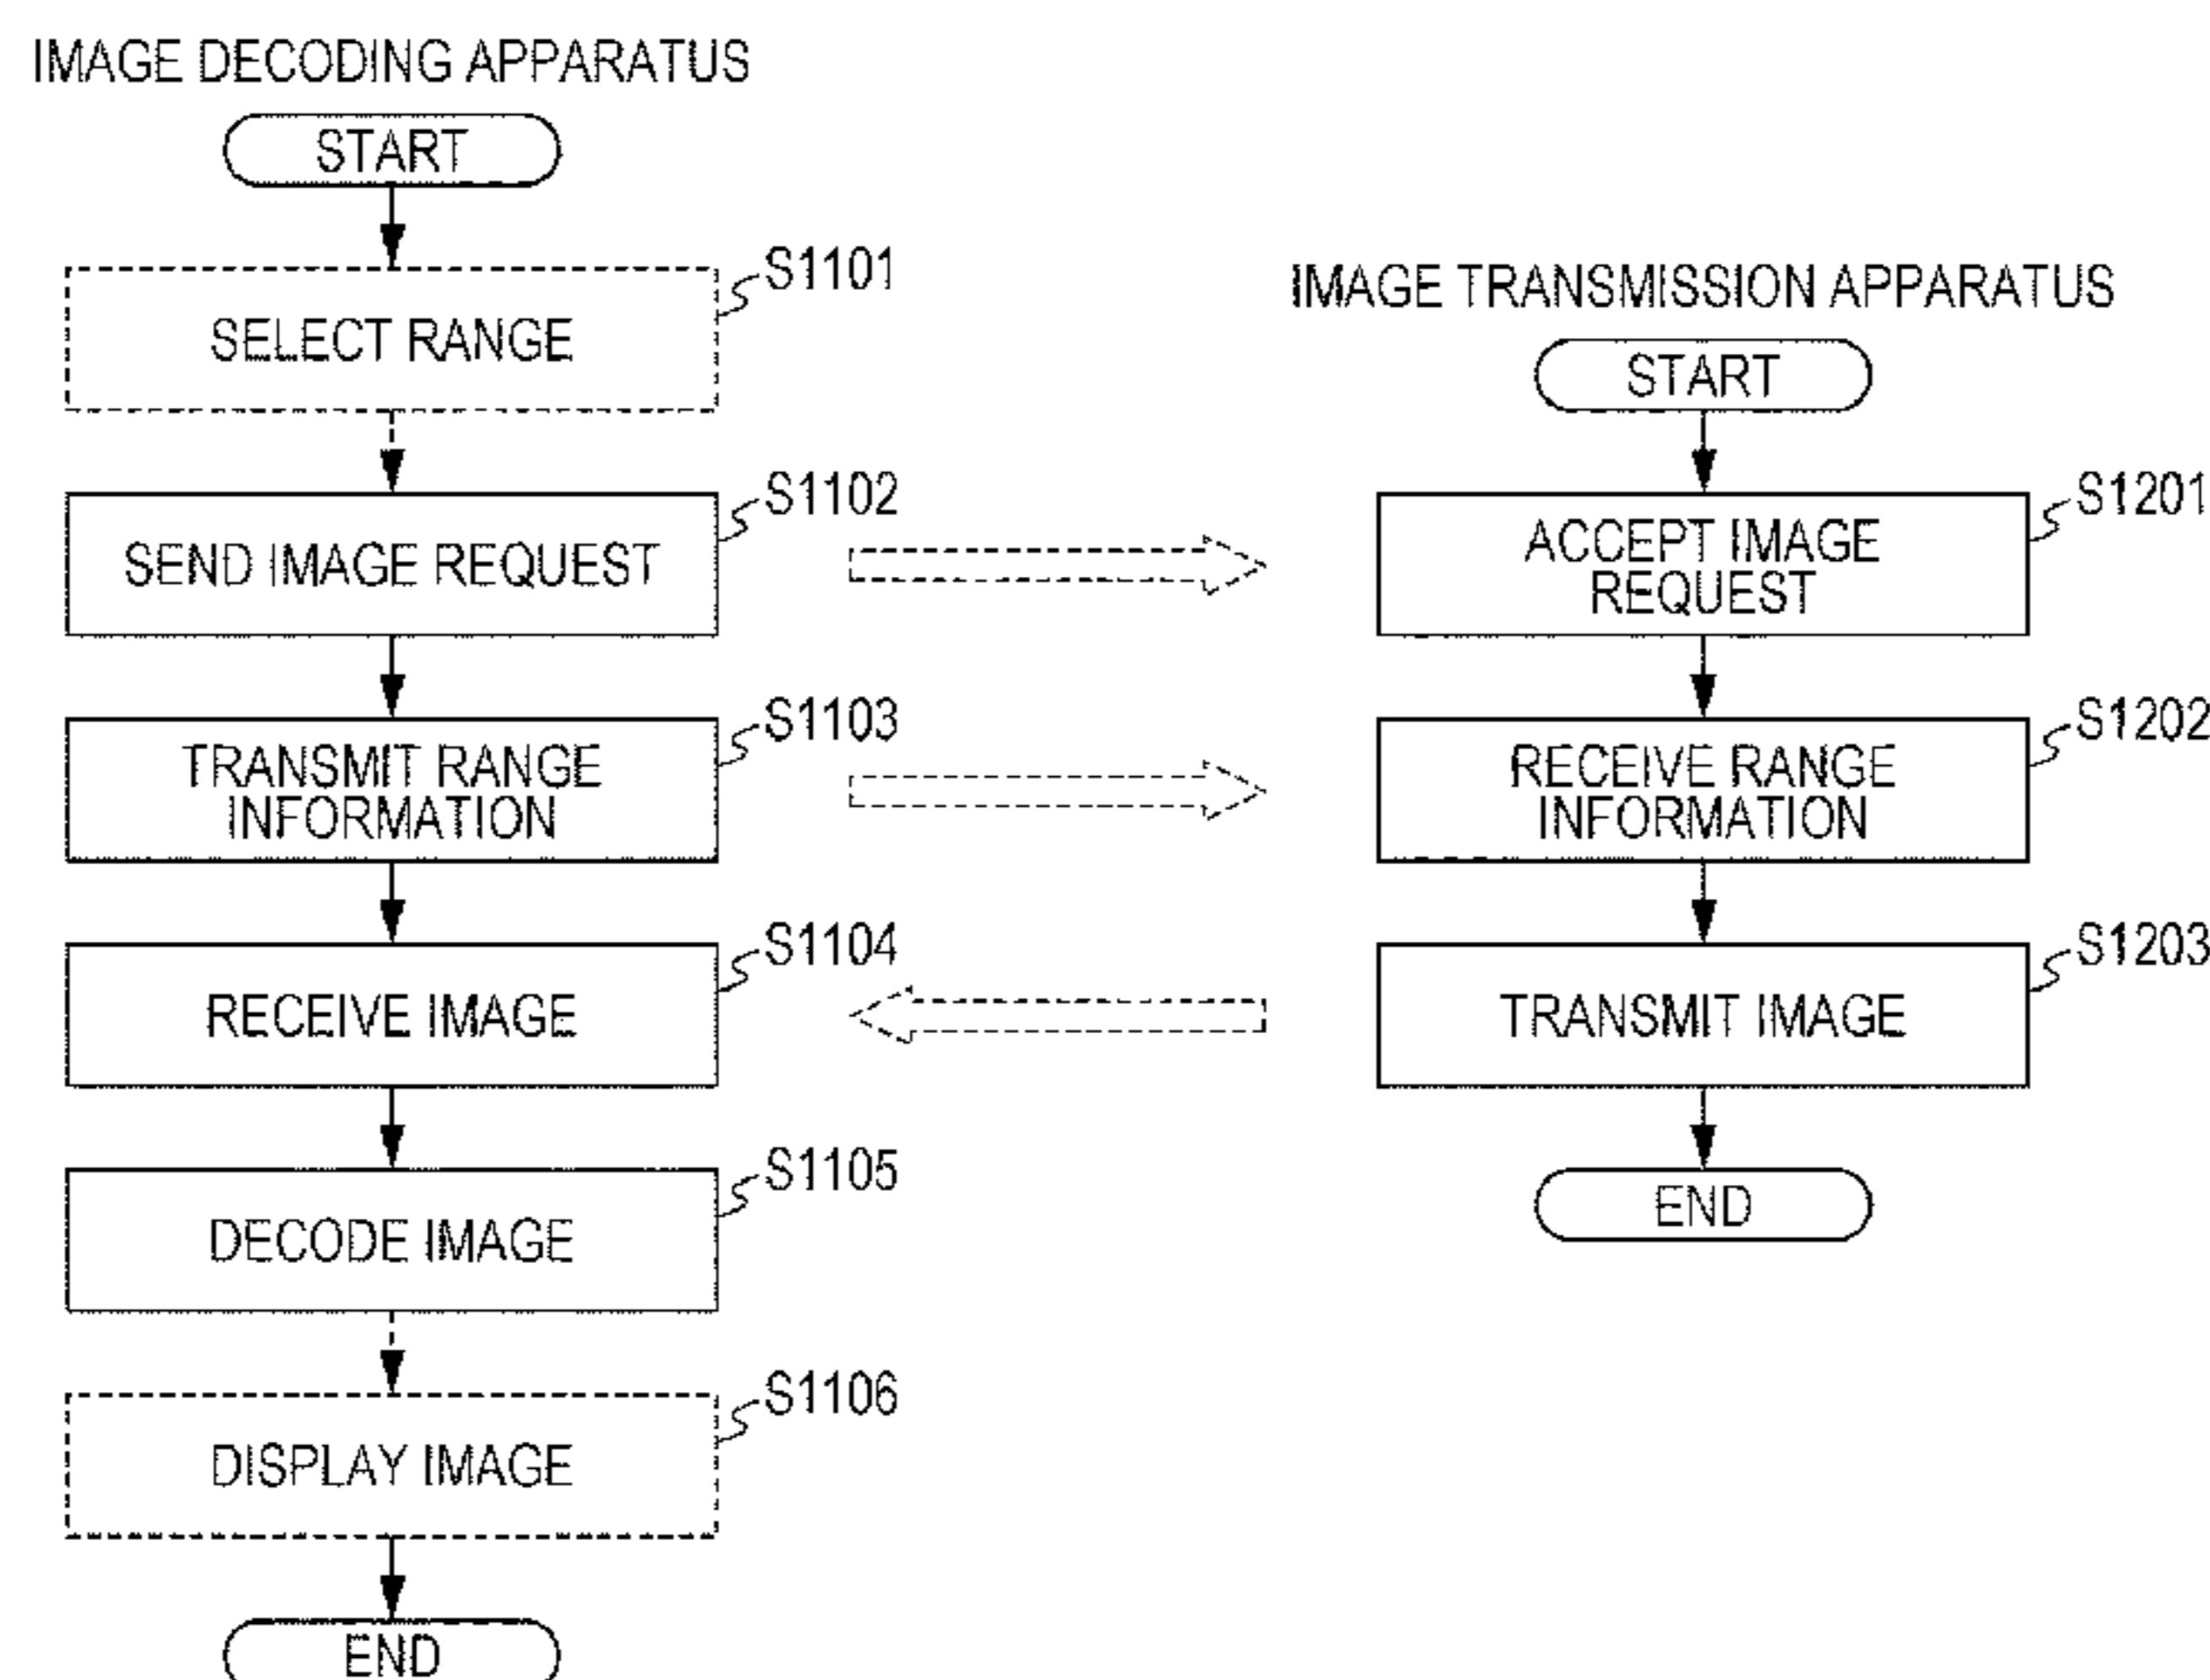 IMAGE DECODING APPARATUS
START
S1101
SELECT RANGE
S1102
SEND IMAGE REQUEST
S1103
TRANSMIT RANGE
INFORMATION
S1104
RECEIVE IMAGE
S1105
DECODE IMAGE
S1106
DISPLAY IMAGE
END
IMAGE TRANSMISSION APPARATUS
START
S1201
ACCEPT IMAGE
REQUEST
S1202
RECEIVE RANGE
INFORMATION
S1203
TRANSMIT IMAGE
END